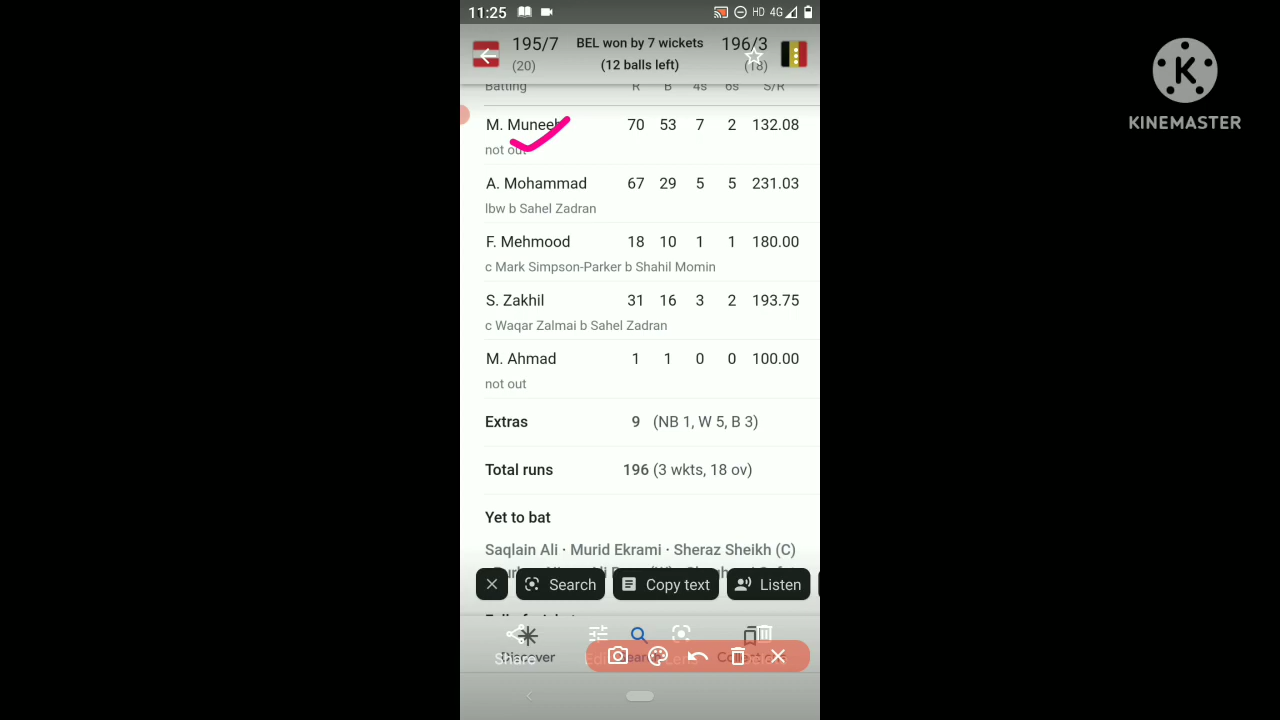 11:25 HD 4G
195/7 BEL won by 7 wickets 196/3
(20) (12 balls left) (18)
Batting R B 4s 6s S/R
M. Muneeb 70 53 7 2 132.08
not out
A. Mohammad 67 29 5 5 231.03
lbw b Sahel Zadran
F. Mehmood 18 10 1 1 180.00
c Mark Simpson-Parker b Shahil Momin
S. Zakhil 31 16 3 2 193.75
c Waqar Zalmai b Sahel Zadran
M. Ahmad 1 1 0 0 100.00
not out
Extras 9 (NB 1, W 5, B 3)
Total runs 196 (3 wkts, 18 ov)
Yet to bat
Saqlain Ali · Murid Ekrami · Sheraz Sheikh (C)
Search Copy text Listen
Discover
Share
K
KINEMASTER